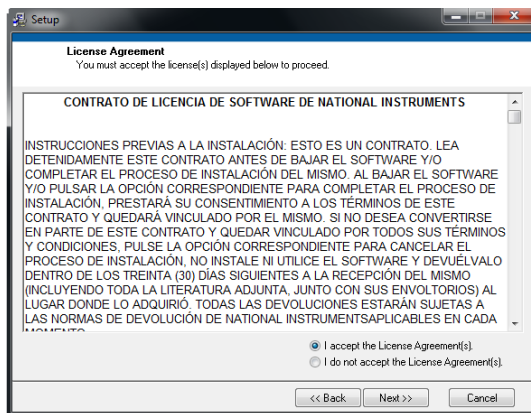 Setup
License Agreement
You must accept the license(s) displayed below to proceed.
CONTRATO DE LICENCIA DE SOFTWARE DE NATIONAL INSTRUMENTS
INSTRUCCIONES PREVIAS A LA INSTALACIÓN: ESTO ES UN CONTRATO. LEA
DETENIDAMENTE ESTE CONTRATO ANTES DE BAJAR EL SOFTWARE Y/O
COMPLETAR EL PROCESO DE INSTALACIÓN DEL MISMO. AL BAJAR EL SOFTWARE
Y/O PULSAR LA OPCIÓN CORRESPONDIENTE PARA COMPLETAR EL PROCESO DE
INSTALACIÓN, PRESTARÁ SU CONSENTIMIENTO A LOS TÉRMINOS DE ESTE
CONTRATO Y QUEDARÁ VINCULADO POR EL MISMO. SI NO DESEA CONVERTIRSE
EN PARTE DE ESTE CONTRATO Y QUEDAR VINCULADO POR TODOS SUS TÉRMINOS
Y CONDICIONES, PULSE LA OPCIÓN CORRESPONDIENTE PARA CANCELAR EL
PROCESO DE INSTALACIÓN, NO INSTALE NI UTILICE EL SOFTWARE Y DEVUÉLVALO
DENTRO DE LOS TREINTA (30) DÍAS SIGUIENTES A LA RECEPCIÓN DEL MISMO
(INCLUYENDO TODA LA LITERATURA ADJUNTA, JUNTO CON SUS ENVOLTORIOS) AL
LUGAR DONDE LO ADQUIRIÓ. TODAS LAS DEVOLUCIONES ESTARÁN SUJETAS A
LAS NORMAS DE DEVOLUCIÓN DE NATIONAL INSTRUMENTSAPLICABLES EN CADA
MOMENTO
I accept the License Agreement(s).
I do not accept the License Agreement(s).
<< Back Next >> Cancel